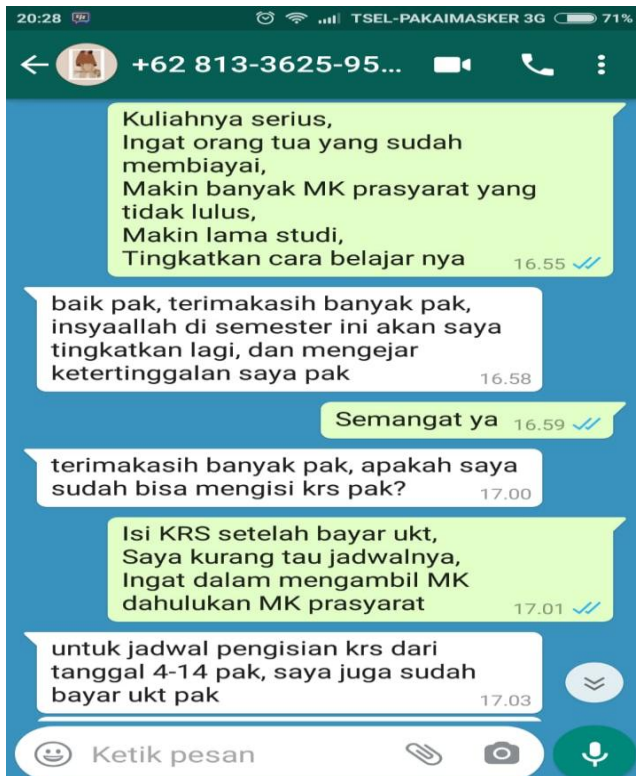 20:28 TSEL-PAKAIMASKER 3G 71%
+62 813-3625-95...
Kuliahnya serius,
Ingat orang tua yang sudah
membiayai,
Makin banyak MK prasyarat yang
tidak lulus,
Makin lama studi,
Tingkatkan cara belajar nya 16.55
baik pak, terimakasih banyak pak,
insyaallah di semester ini akan saya
tingkatkan lagi, dan mengejar
ketertinggalan saya pak 16.58
Semangat ya 16.59
terimakasih banyak pak, apakah saya
sudah bisa mengisi krs pak? 17.00
Isi KRS setelah bayar ukt,
Saya kurang tau jadwalnya,
Ingat dalam mengambil MK
dahulukan MK prasyarat 17.01
untuk jadwal pengisian krs dari
tanggal 4-14 pak, saya juga sudah
bayar ukt pak 17.03
Ketik pesan